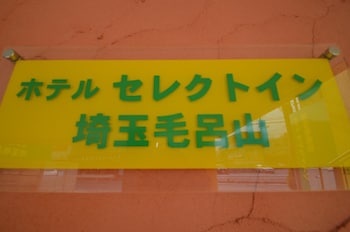 ホテル セレクトイン
埼玉毛呂山